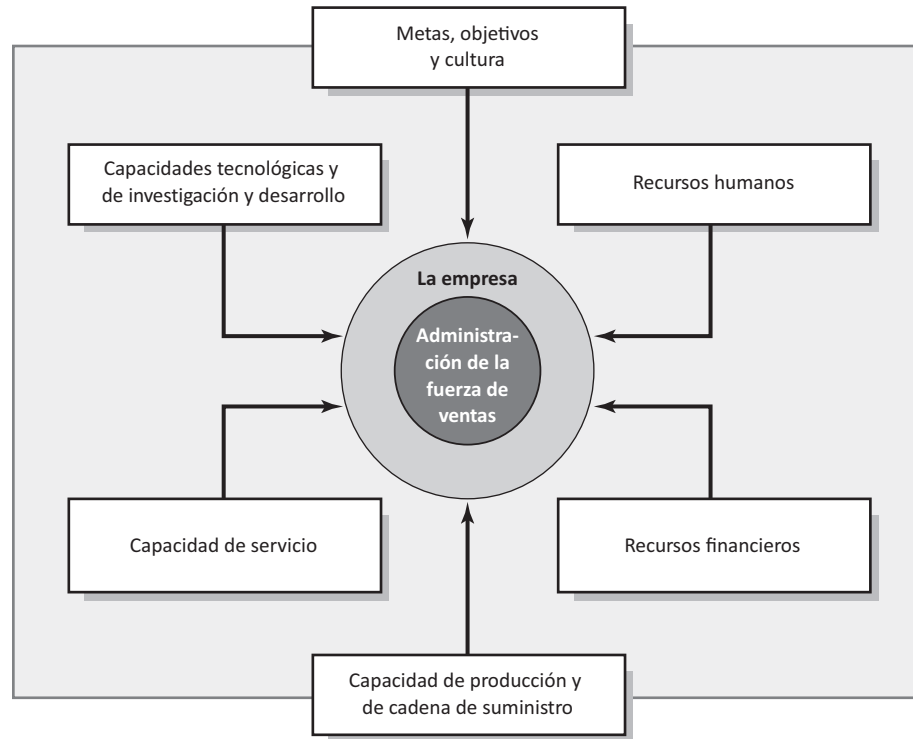 Metas, objetivos
y cultura
Capacidades tecnológicas y
de investigación y desarrollo
Recursos humanos
La empresa
Administra-
ción de la
fuerza de
ventas
Capacidad de servicio
Recursos financieros
Capacidad de producción y
de cadena de suministro